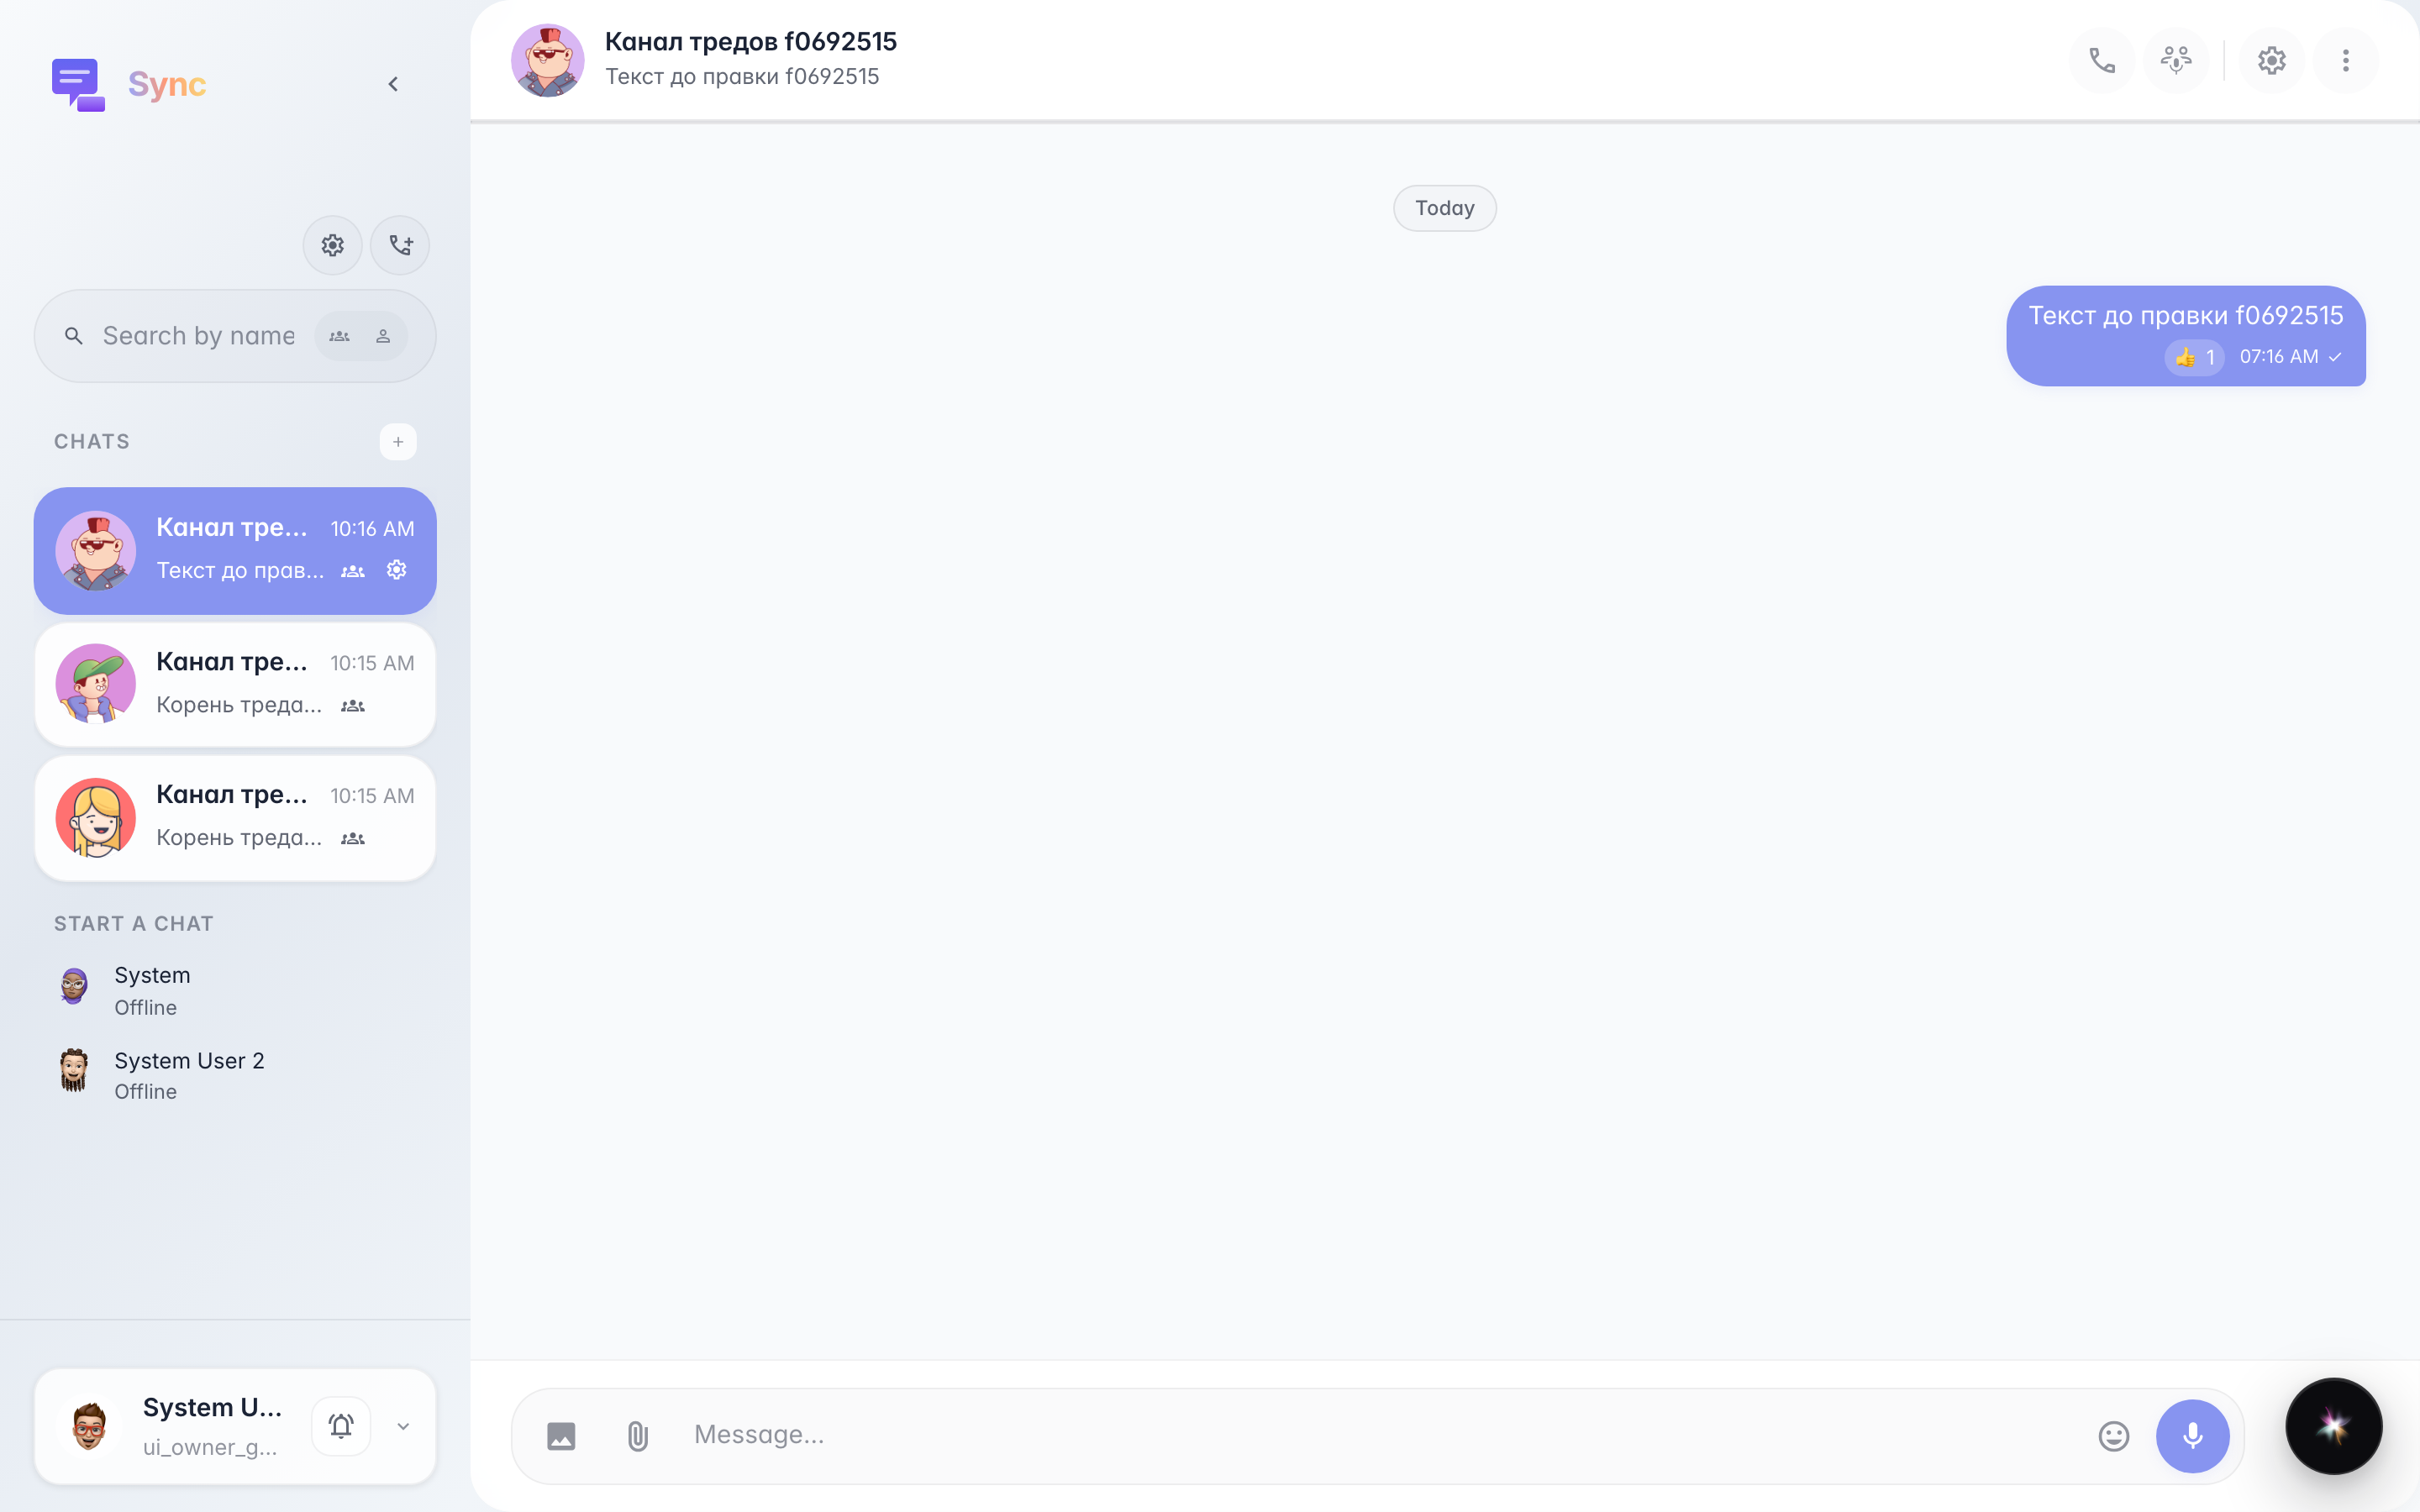 Sync
Search by name
CHATS
+
Канал тре... 10:16 AM
Текст до прав...
Канал тре... 10:15 AM
Корень треда...
Канал тре... 10:15 AM
Корень треда...
START A CHAT
System
Offline
System User 2
Offline
System U...
ui_owner_g...
Канал тредов f0692515
Текст до правки f0692515
Today
Текст до правки f0692515
👍 1 07:16 AM
Message...